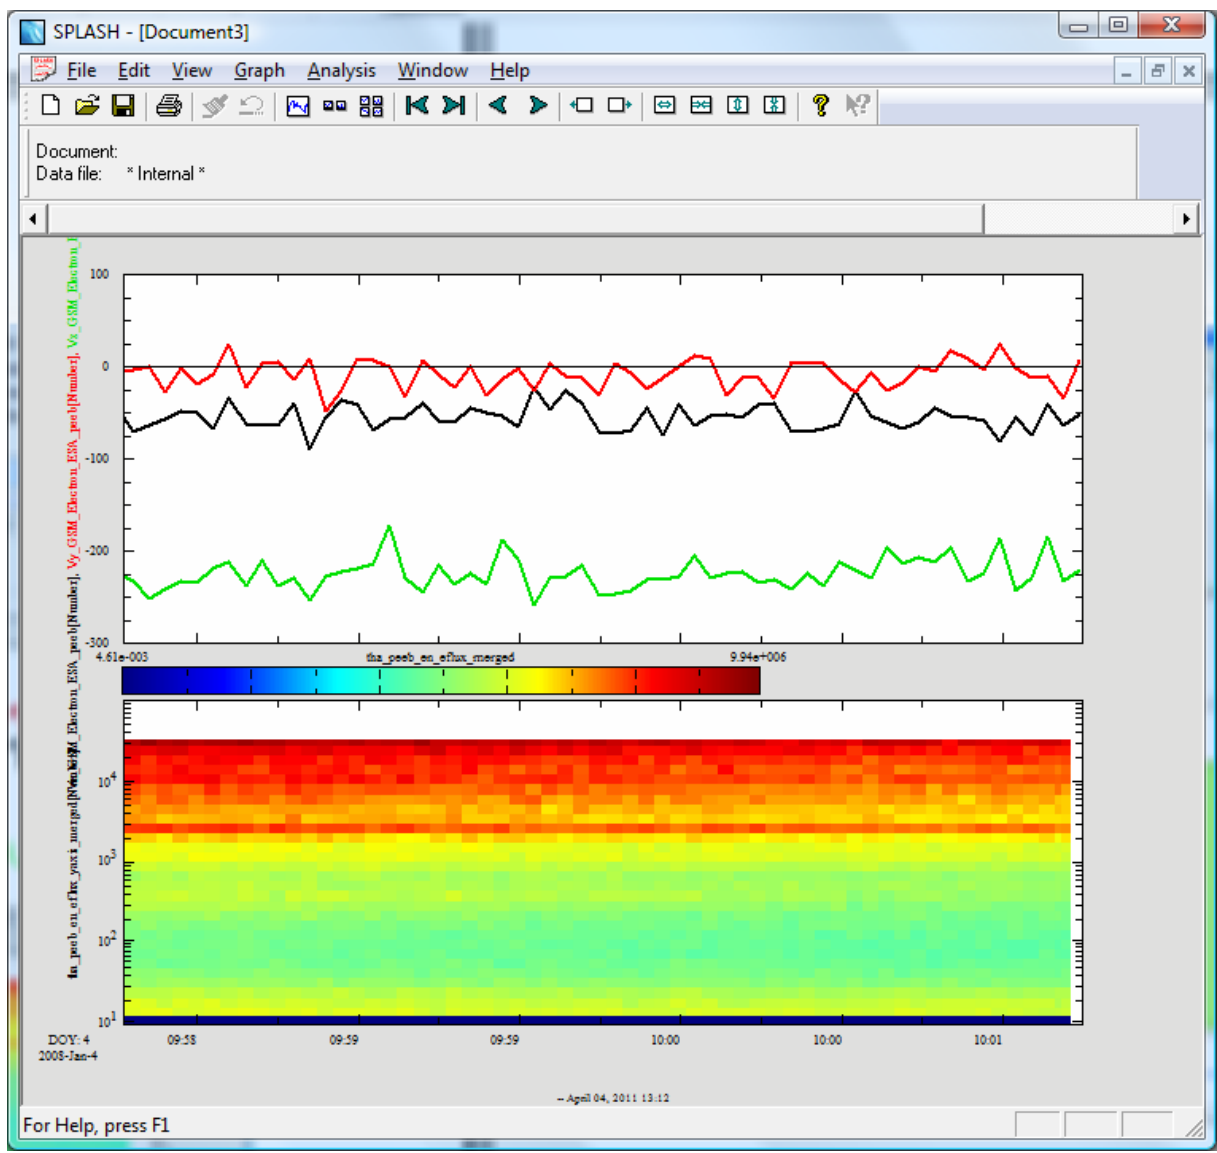 SPLASH - [Document3]
File Edit View Graph Analysis Window Help
Document:
Data file: * Internal *
100
0
-100
-200
-300
Vy_GSM_Electron_ESA_peeb[Number],
4.61e-003 tha_peeb_en_eflux_merged 9.94e+006
10^4
10^3
10^2
10^1
DOY: 4 09:58 09:59 09:59 10:00 10:00 10:01
2008-Jan-4
-- April 04, 2011 13:12
For Help, press F1